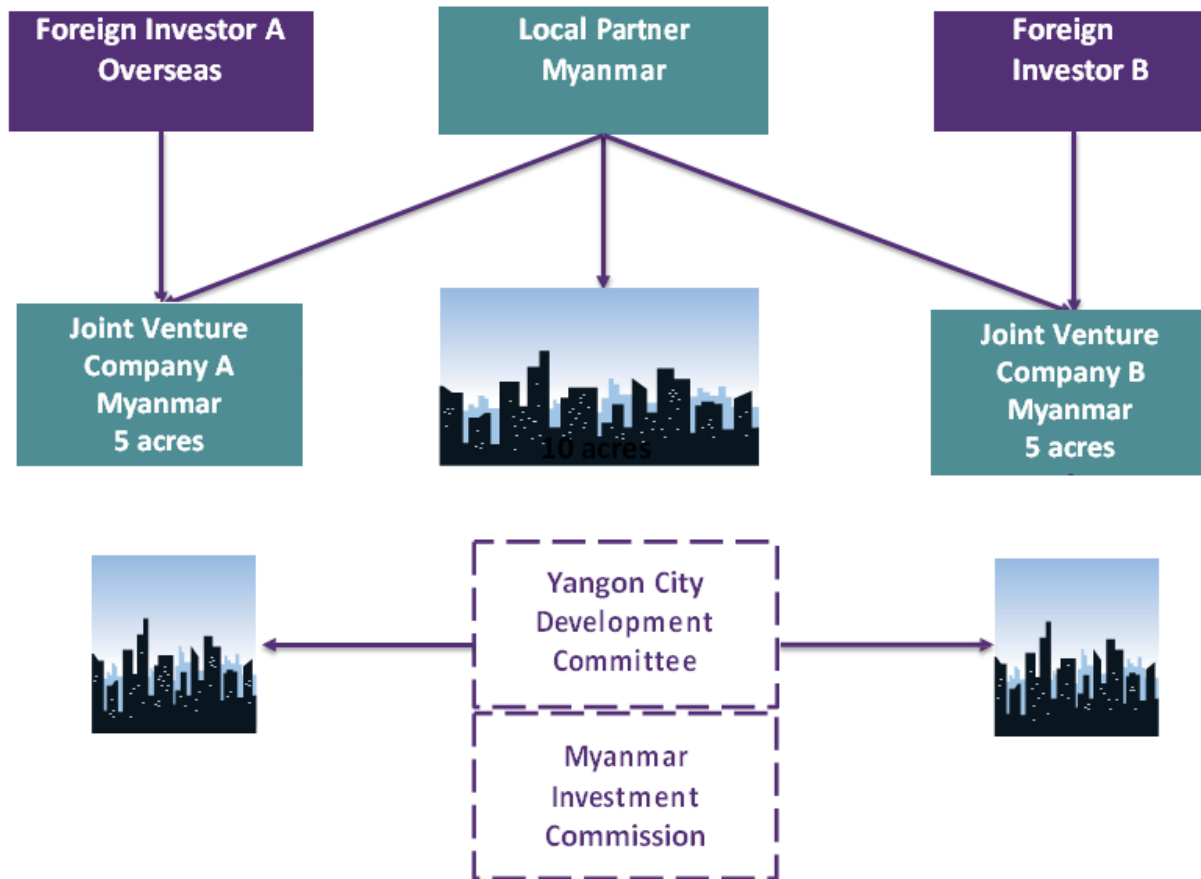 Foreign Investor A
Overseas
Local Partner
Myanmar
Foreign
Investor B
Joint Venture
Company A
Myanmar
5 acres
10 acres
Joint Venture
Company B
Myanmar
5 acres
Yangon City
Development
Committee
Myanmar
Investment
Commission